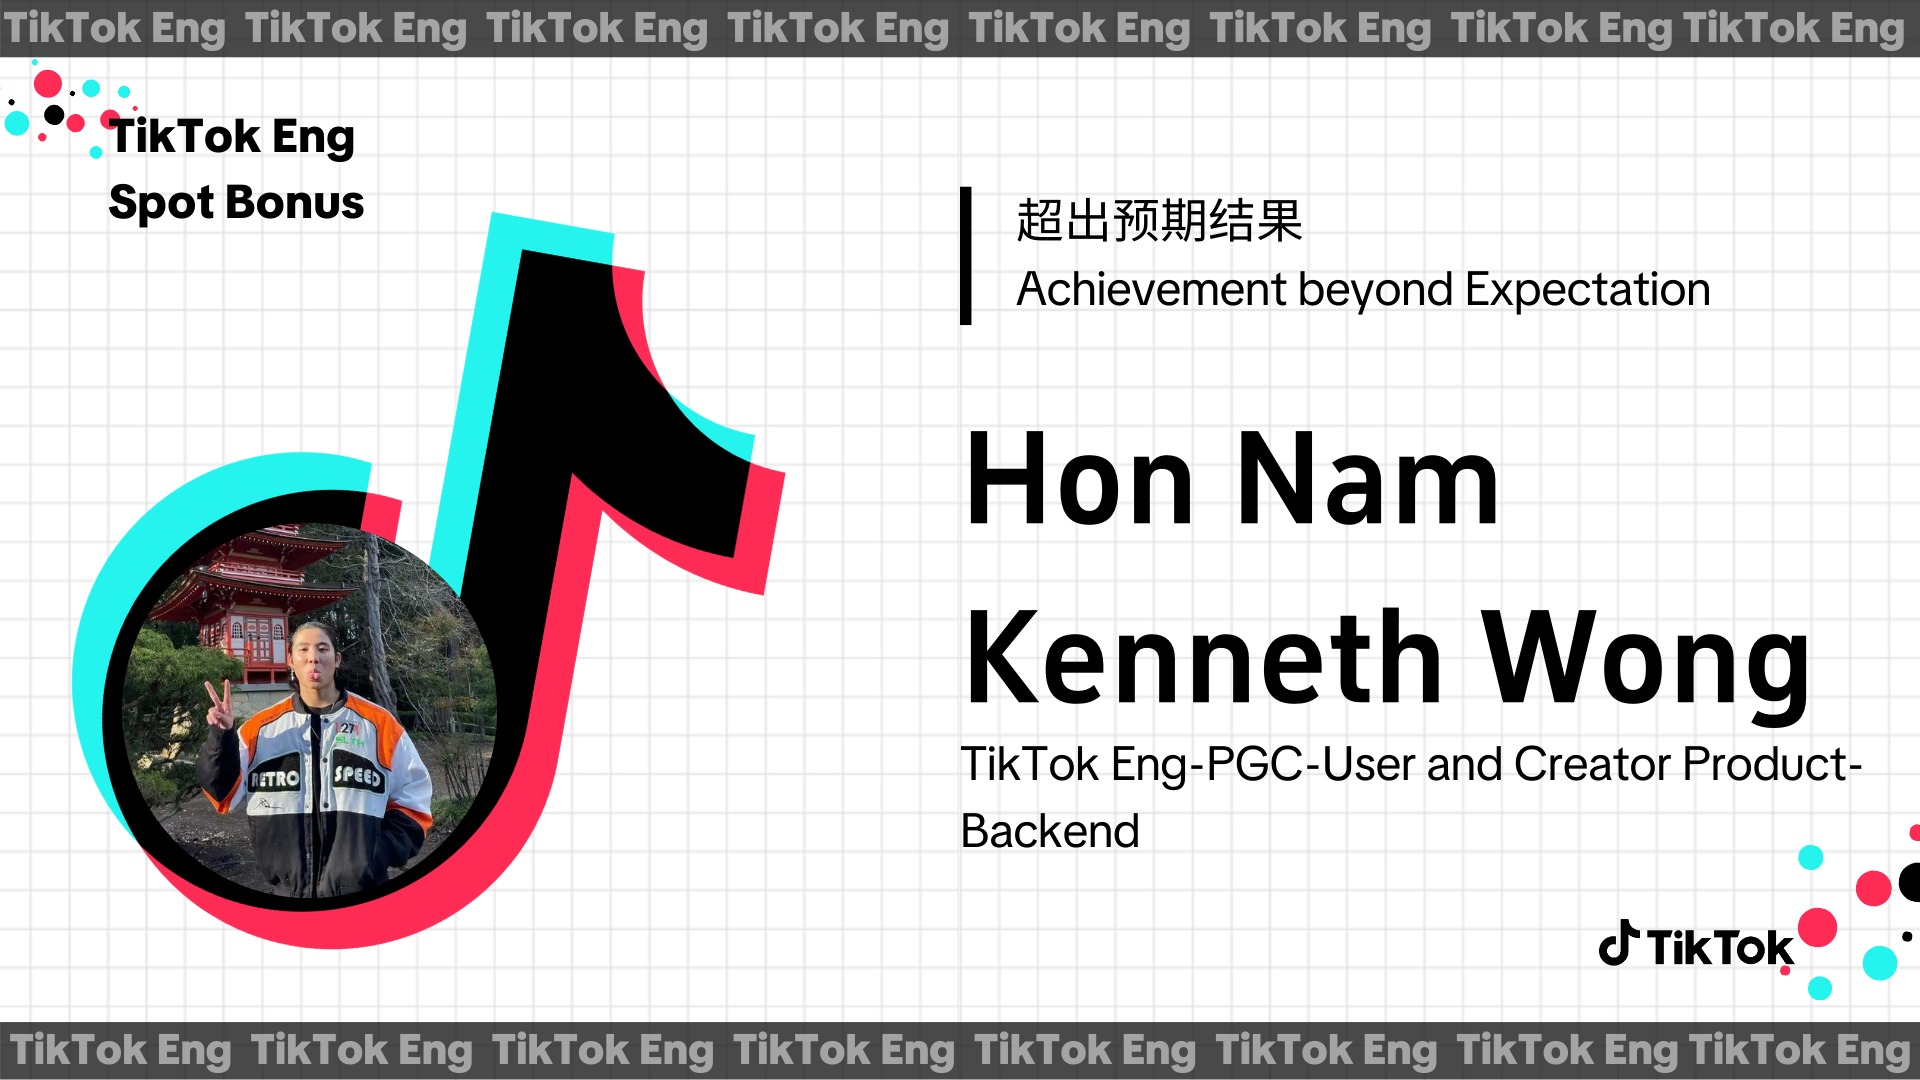 TikTok Eng TikTok Eng TikTok Eng TikTok Eng TikTok Eng TikTok Eng TikTok Eng TikTok Eng
TikTok Eng
Spot Bonus
超出预期结果
Achievement beyond Expectation
Hon Nam
Kenneth Wong
TikTok Eng-PGC-User and Creator Product-
Backend
27
RETRO SPEED
TikTok
TikTok Eng TikTok Eng TikTok Eng TikTok Eng TikTok Eng TikTok Eng TikTok Eng TikTok Eng